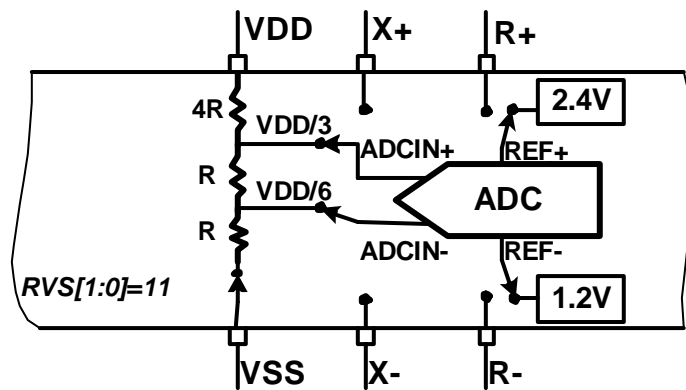 VDD X+ R+
4R
2.4V
VDD/3 ADCIN+ REF+
R
ADC
VDD/6
R
ADCIN- REF-
RVS[1:0]=11
1.2V
VSS X- R-